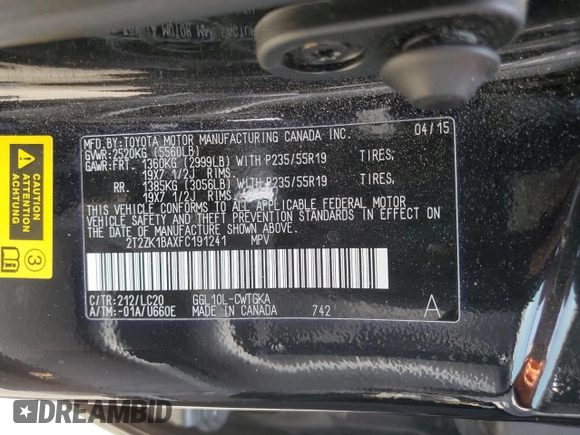 MFD.BY:TOYOTA MOTOR MANUFACTURING CANADA INC. 04/15
GVWR:2520KG (5560LB)
GAWR:FRT. 1360KG (2999LB) WITH P235/55R19 TIRES,
19X7 1/2J RIMS.
RR. 1385KG (3056LB) WITH P235/55R19 TIRES,
19X7 1/2J RIMS.
THIS VEHICLE CONFORMS TO ALL APPLICABLE FEDERAL MOTOR
VEHICLE SAFETY AND THEFT PREVENTION STANDARDS IN EFFECT ON
THE DATE OF MANUFACTURE SHOWN ABOVE.
2T2ZK1BAXFC191241 MPV
C/TR:212/LC20 GGL10L-CWTGKA
A/TM:-01A/U660E MADE IN CANADA 742 A
CAUTION
ACHTUNG
3
DREAMBID